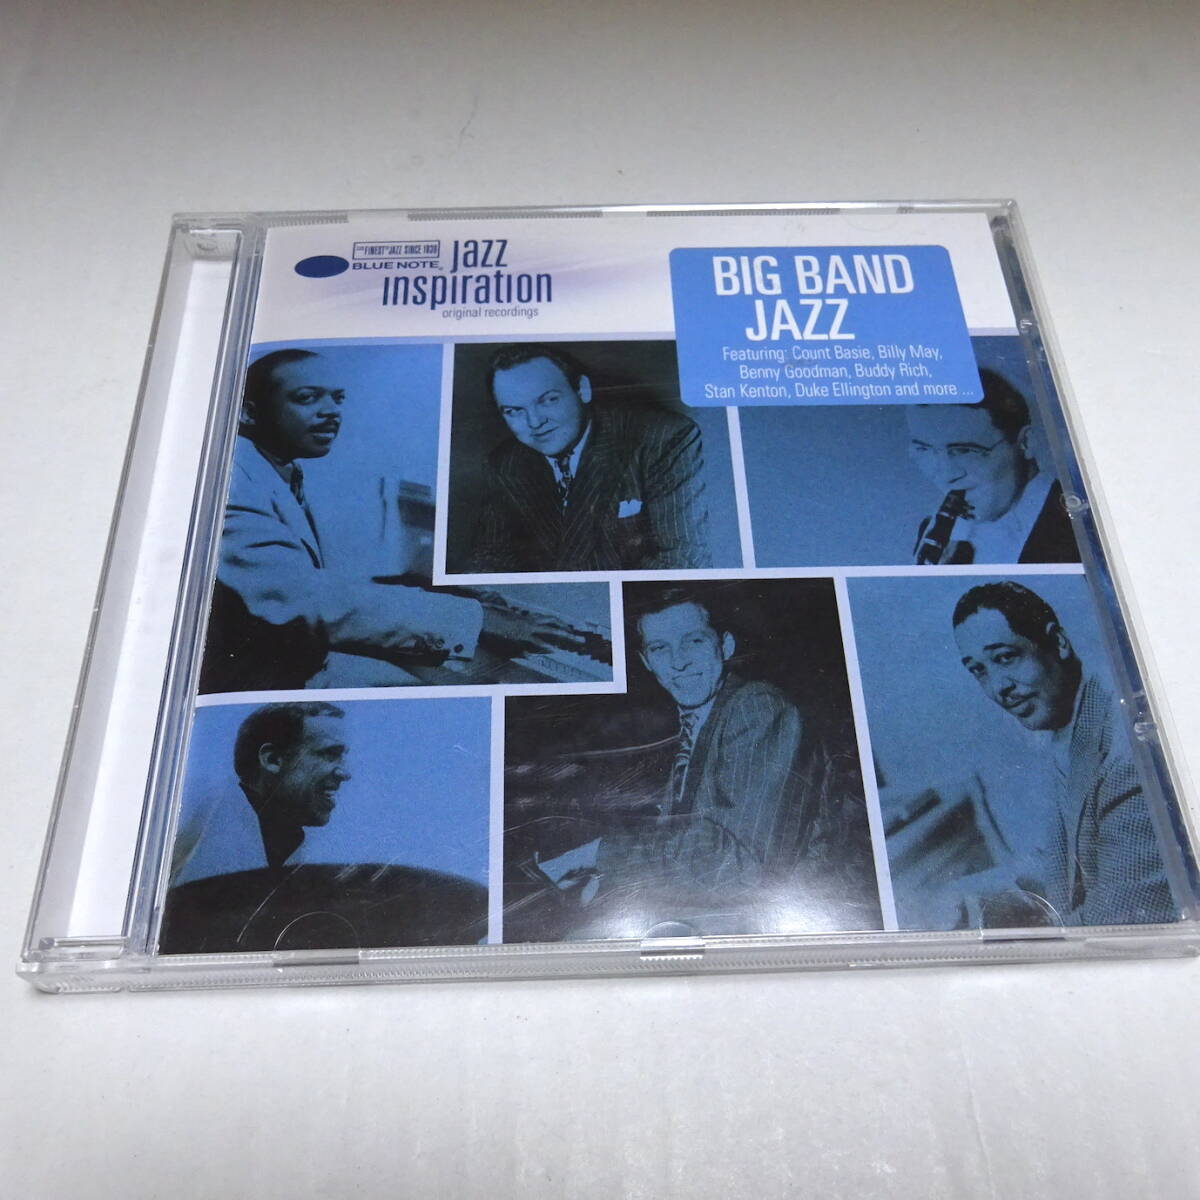 THE FINEST IN JAZZ SINCE 1939
BLUE NOTE®
jazz
inspiration
original recordings
BIG BAND
JAZZ
Featuring: Count Basie, Billy May,
Benny Goodman, Buddy Rich,
Stan Kenton, Duke Ellington and more ...